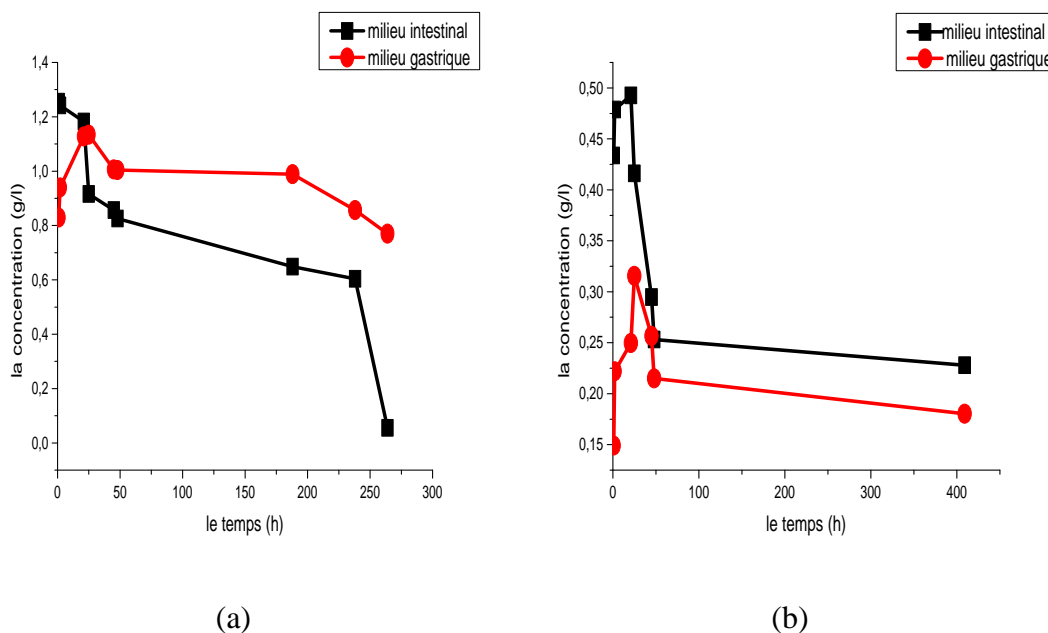 milieu intestinal
milieu gastrique
1,4
1,2
1,0
0,8
0,6
0,4
0,2
0,0
la concentration (g/l)
0
50
100
150
200
250
300
le temps (h)
(a)
milieu intestinal
milieu gastrique
0,50
0,45
0,40
0,35
0,30
0,25
0,20
0,15
la concentration (g/l)
0
100
200
300
400
le temps (h)
(b)